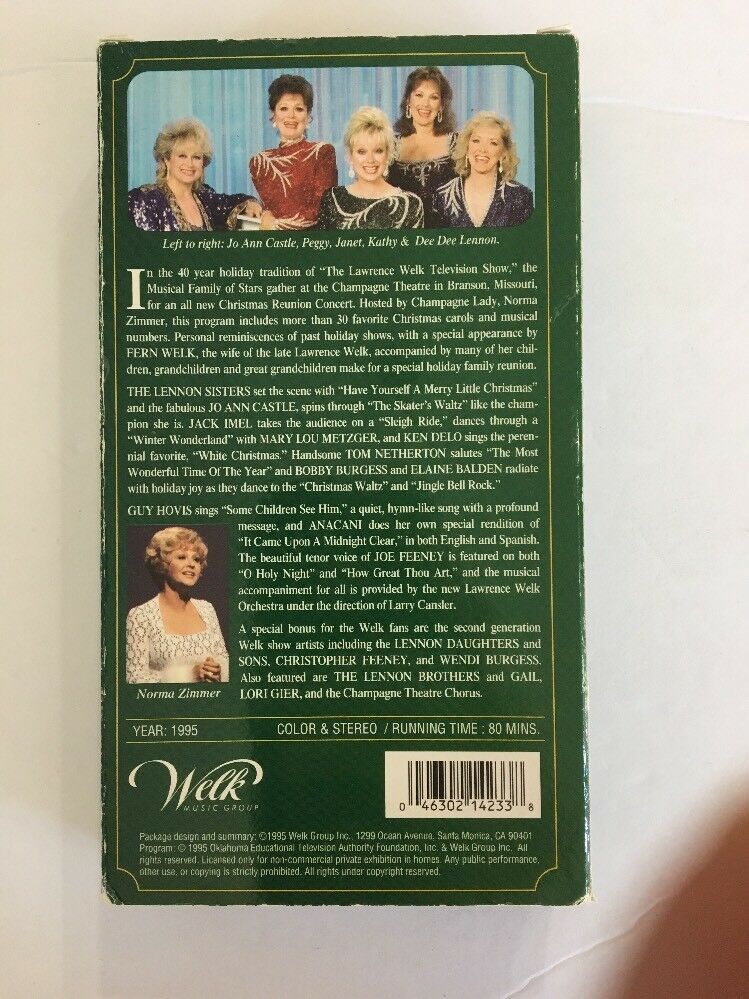 Left to right: Jo Ann Castle, Peggy, Janet, Kathy & Dee Dee Lennon.
In the 40 year holiday tradition of "The Lawrence Welk Television Show," the
Musical Family of Stars gather at the Champagne Theatre in Branson, Missouri,
for an all new Christmas Reunion Concert. Hosted by Champagne Lady, Norma
Zimmer, this program includes more than 30 favorite Christmas carols and musical
numbers. Personal reminiscences of past holiday shows, with a special appearance by
FERN WELK, the wife of the late Lawrence Welk, accompanied by many of her chil-
dren, grandchildren and great grandchildren make for a special holiday family reunion.
THE LENNON SISTERS set the scene with "Have Yourself A Merry Little Christmas"
and the fabulous JO ANN CASTLE, spins through "The Skater's Waltz" like the cham-
pion she is. JACK IMEL takes the audience on a "Sleigh Ride," dances through a
"Winter Wonderland" with MARY LOU METZGER, and KEN DELO sings the peren-
nial favorite, "White Christmas." Handsome TOM NETHERTON salutes "The Most
Wonderful Time Of The Year" and BOBBY BURGESS and ELAINE BALDEN radiate
with holiday joy as they dance to the "Christmas Waltz" and "Jingle Bell Rock."
GUY HOVIS sings "Some Children See Him," a quiet, hymn-like song with a profound
message, and ANACANI does her own special rendition of
"It Came Upon A Midnight Clear," in both English and Spanish.
The beautiful tenor voice of JOE FEENEY is featured on both
"O Holy Night" and "How Great Thou Art," and the musical
accompaniment for all is provided by the new Lawrence Welk
Orchestra under the direction of Larry Cansler.
A special bonus for the Welk fans are the second generation
Welk show artists including the LENNON DAUGHTERS and
SONS, CHRISTOPHER FEENEY, and WENDI BURGESS.
Also featured are THE LENNON BROTHERS and GAIL,
LORI GIER, and the Champagne Theatre Chorus.
Norma Zimmer
YEAR: 1995 COLOR & STEREO / RUNNING TIME : 80 MINS.
Welk
MUSIC GROUP
0 46302 14233 8
Package design and summary: ©1995 Welk Group Inc., 1299 Ocean Avenue, Santa Monica, CA 90401
Program: © 1995 Oklahoma Educational Television Authority Foundation, Inc. & Welk Group Inc. All
rights reserved. Licensed only for non-commercial private exhibition in homes. Any public performance,
other use, or copying is strictly prohibited. All rights under copyright reserved.